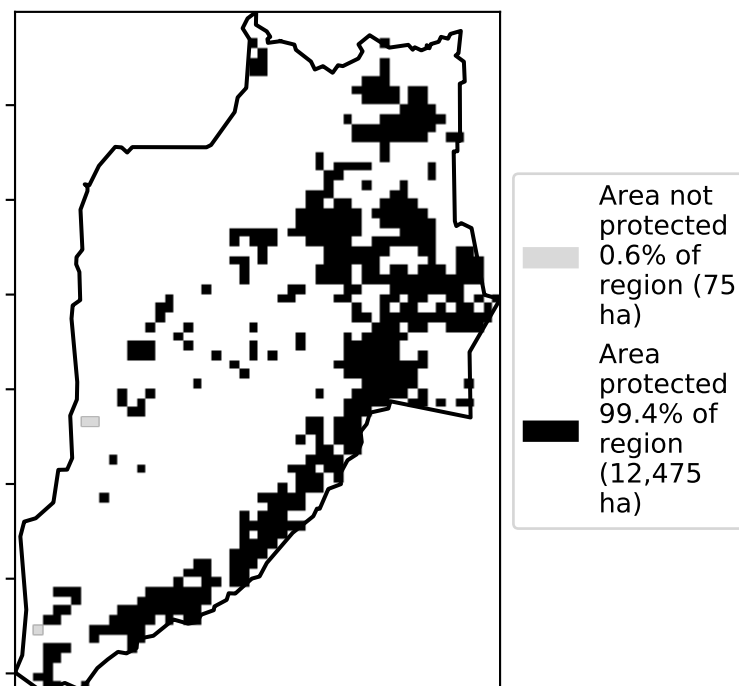 Area not
protected
0.6% of
region (75
ha)
Area
protected
99.4% of
region
(12,475
ha)